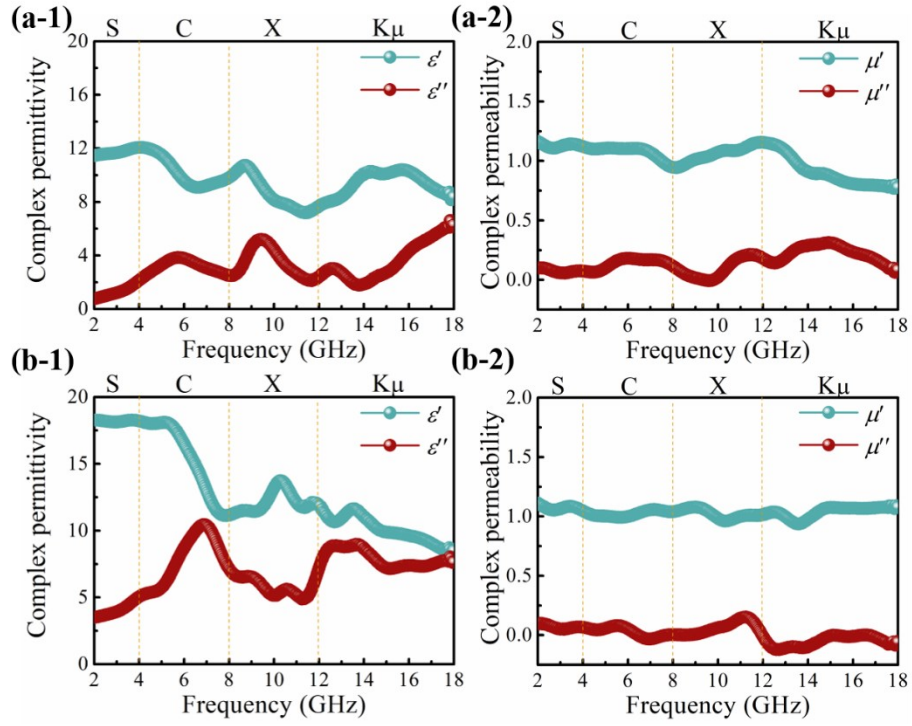 (a-1)
S C X Kμ
20
16
12
8
4
0
Complex permittivity
ε′
ε″
2 4 6 8 10 12 14 16 18
Frequency (GHz)
(a-2)
S C X Kμ
2.0
1.5
1.0
0.5
0.0
Complex permeability
μ′
μ″
2 4 6 8 10 12 14 16 18
Frequency (GHz)
(b-1)
S C X Kμ
20
15
10
5
0
Complex permittivity
ε′
ε″
2 4 6 8 10 12 14 16 18
Frequency (GHz)
(b-2)
S C X Kμ
2.0
1.5
1.0
0.5
0.0
Complex permeability
μ′
μ″
2 4 6 8 10 12 14 16 18
Frequency (GHz)